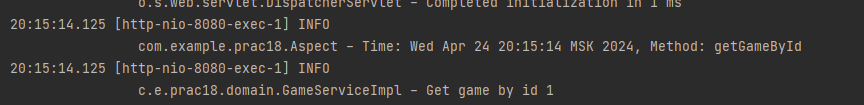 o.s.web.servlet.DispatcherServlet - Completed initialization in 1 ms
20:15:14.125 [http-nio-8080-exec-1] INFO
com.example.prac18.Aspect - Time: Wed Apr 24 20:15:14 MSK 2024, Method: getGameById
20:15:14.125 [http-nio-8080-exec-1] INFO
c.e.prac18.domain.GameServiceImpl - Get game by id 1